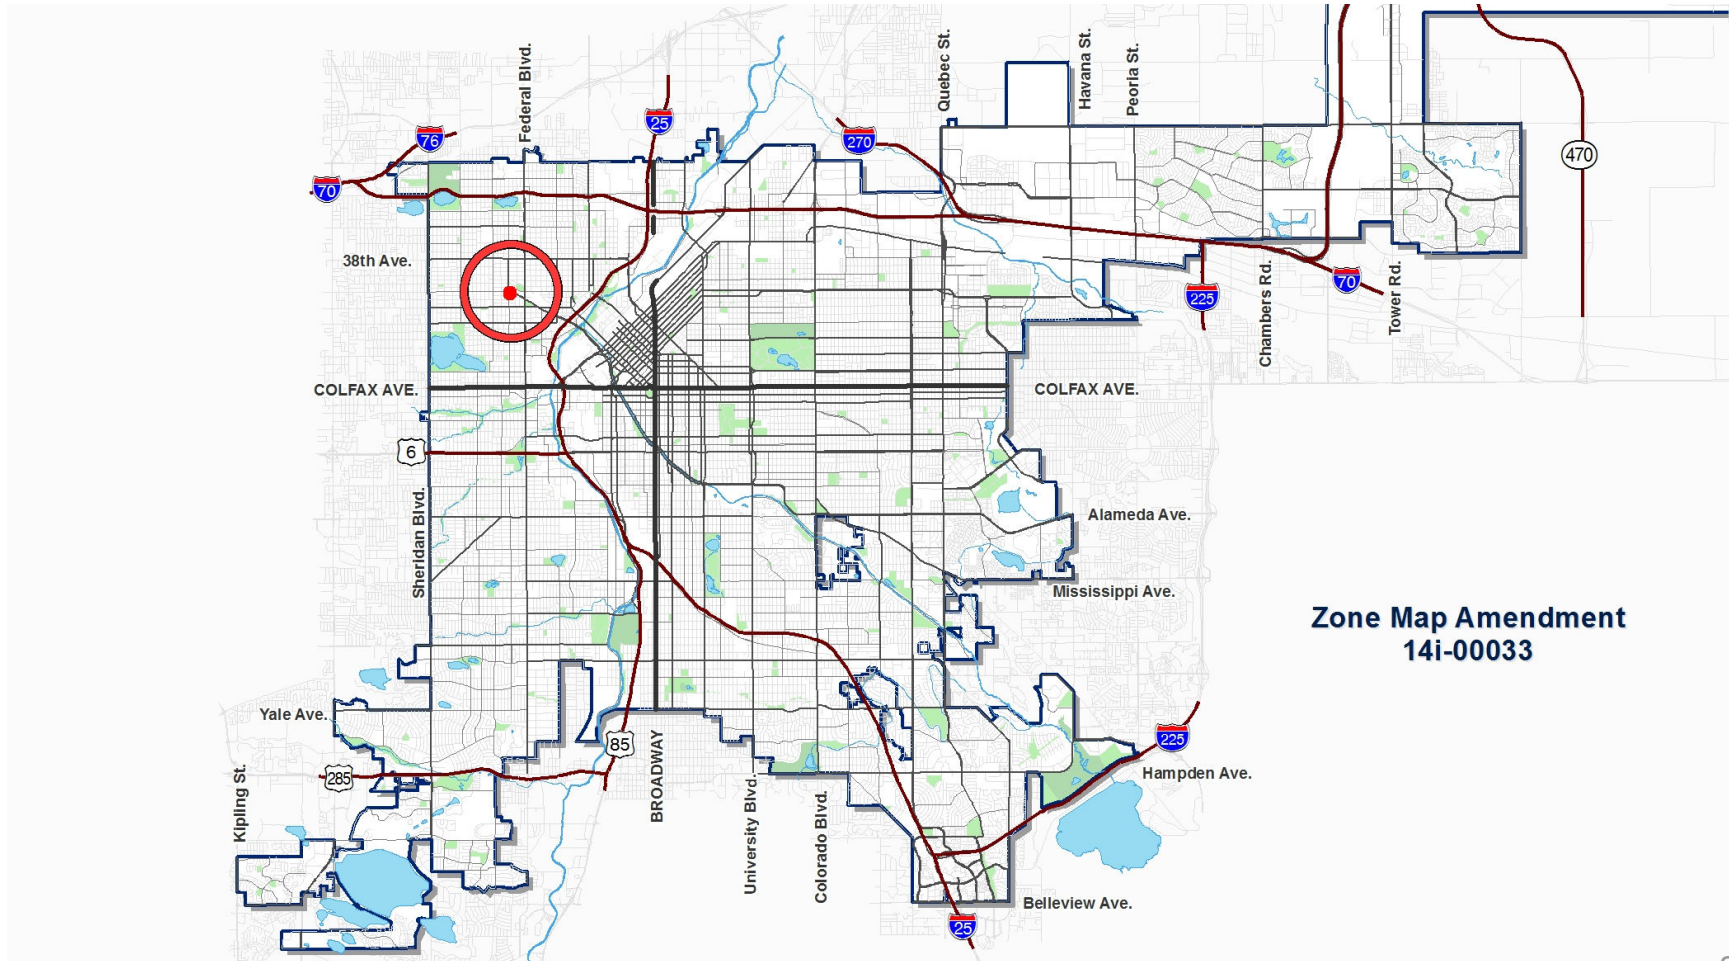 Federal Blvd.
Quebec St.
Havana St.
Peoria St.
25
76
270
470
70
38th Ave.
225
70
Chambers Rd.
Tower Rd.
COLFAX AVE.
COLFAX AVE.
6
Sheridan Blvd.
Alameda Ave.
Mississippi Ave.
Zone Map Amendment
14i-00033
Yale Ave.
85
225
285
Hampden Ave.
Kipling St.
BROADWAY
University Blvd.
Colorado Blvd.
Belleview Ave.
25